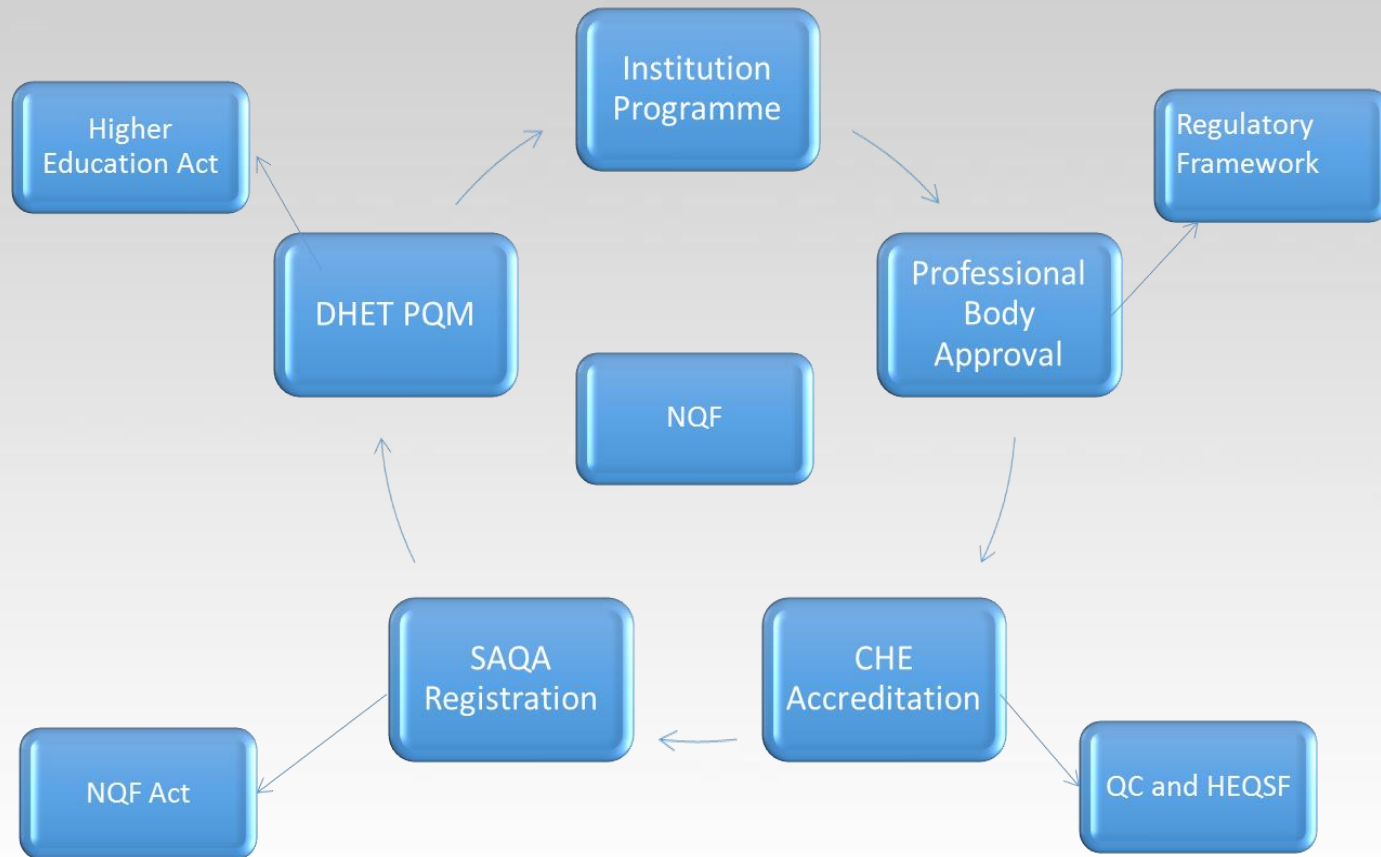 Institution
Programme
Higher
Education Act
Regulatory
Framework
DHET PQM
Professional
Body
Approval
NQF
SAQA
Registration
CHE
Accreditation
NQF Act
QC and HEQSF